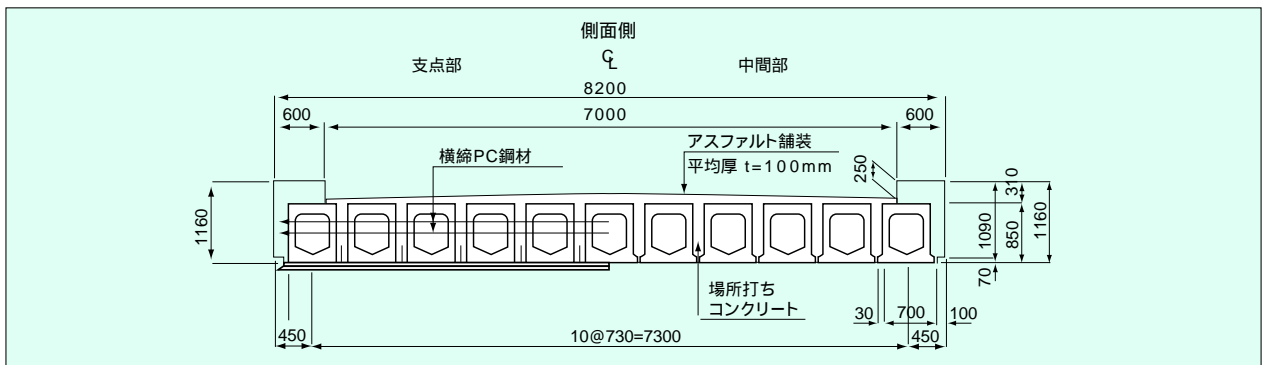 側面側
支点部
℄
中間部
8200
600
7000
600
横締PC鋼材
アスファルト舗装
平均厚 t=100mm
250
310
1160
1090
850
1160
70
場所打ち
コンクリート
30
700
100
450
10@730=7300
450